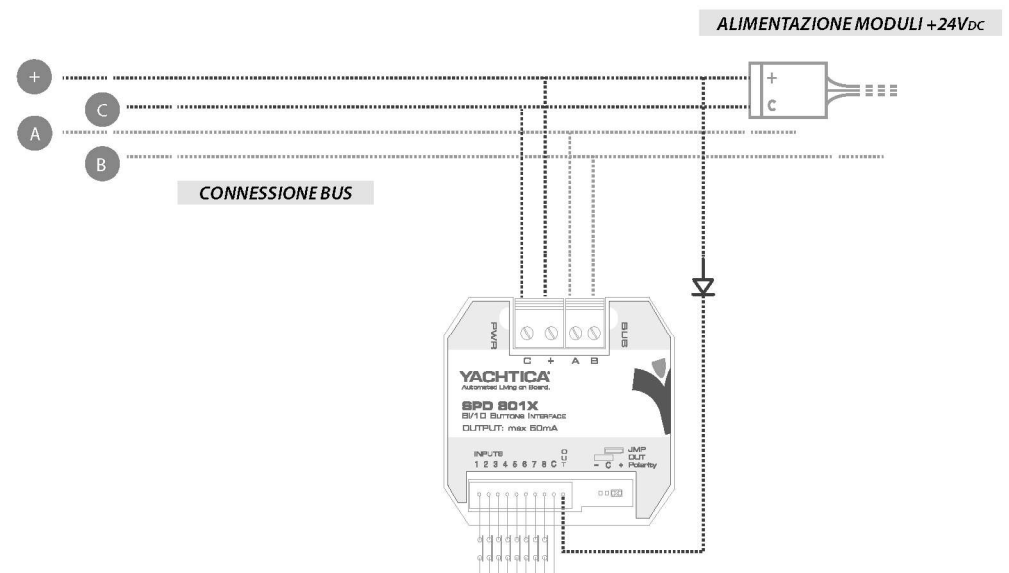 ALIMENTAZIONE MODULI +24VDC
+
C
A
B
+
C
CONNESSIONE BUS
PWR
BUS
C + A B
YACHTICA
Automated Living on Board.
SPD 801X
8I/1O BUTTONS INTERFACE
OUTPUT: max 50mA
INPUTS
1 2 3 4 5 6 7 8 C OUT
JMP
OUT
- C + Polarity